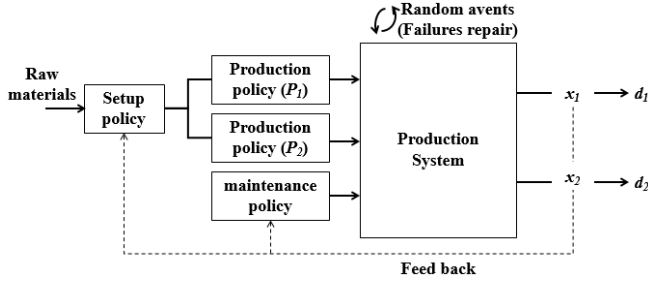 Random avents
(Failures repair)
Raw
materials
Setup
policy
Production
policy (P1)
Production
policy (P2)
maintenance
policy
Production
System
x1
d1
x2
d2
Feed back